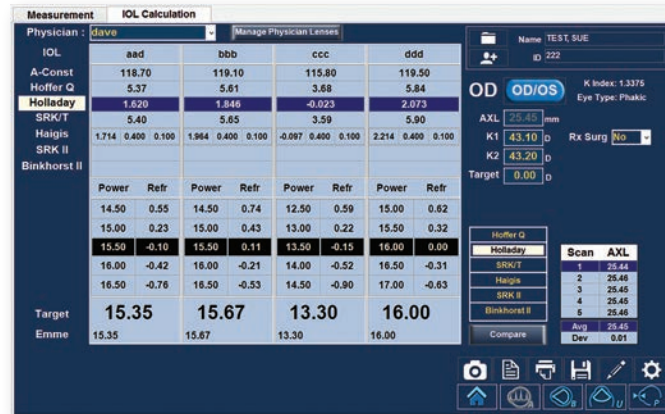 Measurement IOL Calculation
Physician : dave Manage Physician Lenses
Name TEST, SUE
ID 222
IOL aad bbb ccc ddd
A-Const 118.70 119.10 115.80 119.50
Hoffer Q 5.37 5.61 3.68 5.84
Holladay 1.620 1.846 -0.023 2.073
SRK/T 5.40 5.65 3.59 5.90
Haigis 1.714 0.400 0.100 1.964 0.400 0.100 -0.097 0.400 0.100 2.214 0.400 0.100
SRK II
Binkhorst II
Power Refr Power Refr Power Refr Power Refr
14.50 0.55 14.50 0.74 12.50 0.59 15.00 0.62
15.00 0.23 15.00 0.43 13.00 0.22 15.50 0.32
15.50 -0.10 15.50 0.11 13.50 -0.15 16.00 0.00
16.00 -0.42 16.00 -0.21 14.00 -0.52 16.50 -0.31
16.50 -0.76 16.50 -0.53 14.50 -0.90 17.00 -0.63
Target 15.35 15.67 13.30 16.00
Emme 15.35 15.67 13.30 16.00
OD OD/OS K Index: 1.3375
Eye Type: Phakic
AXL 25.45 mm
K1 43.10 D Rx Surg No
K2 43.20 D
Target 0.00 D
Hoffer Q
Holladay
SRK/T
Haigis
SRK II
Binkhorst II
Compare
Scan AXL
1 25.44
2 25.46
3 25.45
4 25.45
5 25.46
Avg 25.45
Dev 0.01
A B U P